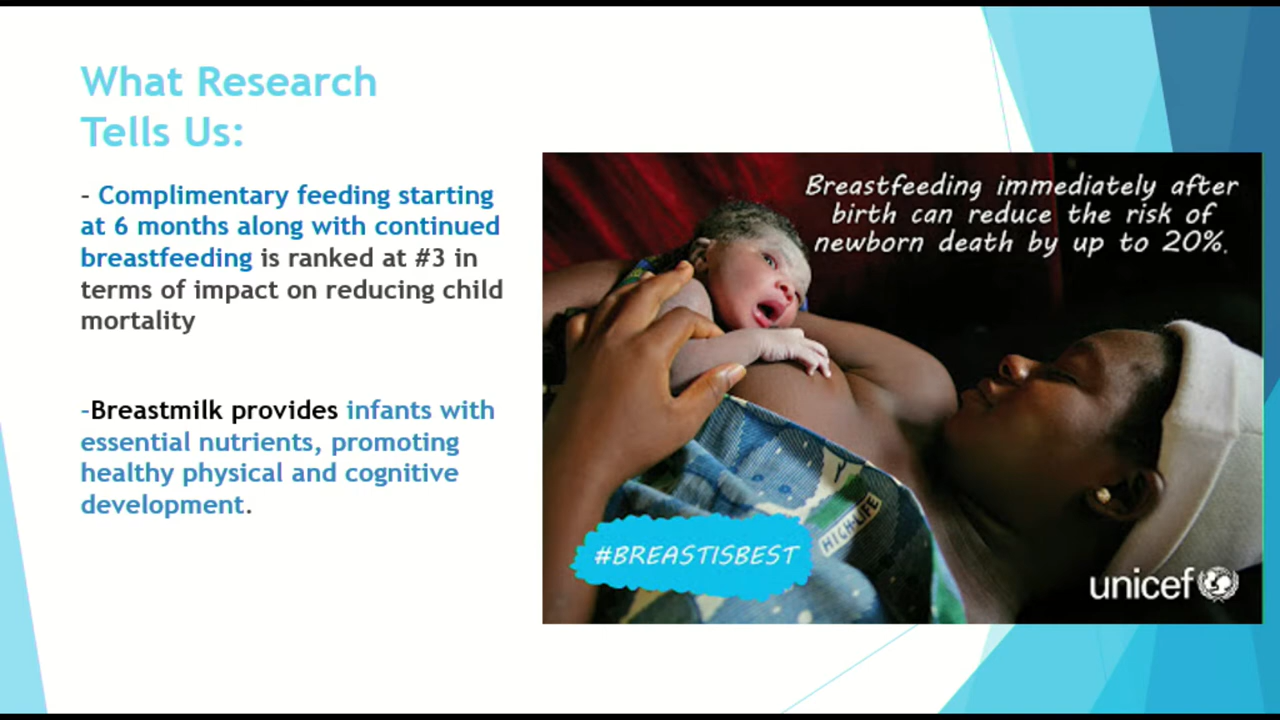 What Research
Tells Us:
- Complimentary feeding starting
at 6 months along with continued
breastfeeding is ranked at #3 in
terms of impact on reducing child
mortality
-Breastmilk provides infants with
essential nutrients, promoting
healthy physical and cognitive
development.
Breastfeeding immediately after
birth can reduce the risk of
newborn death by up to 20%.
HIGH-LIFE
#BREASTISBEST
unicef